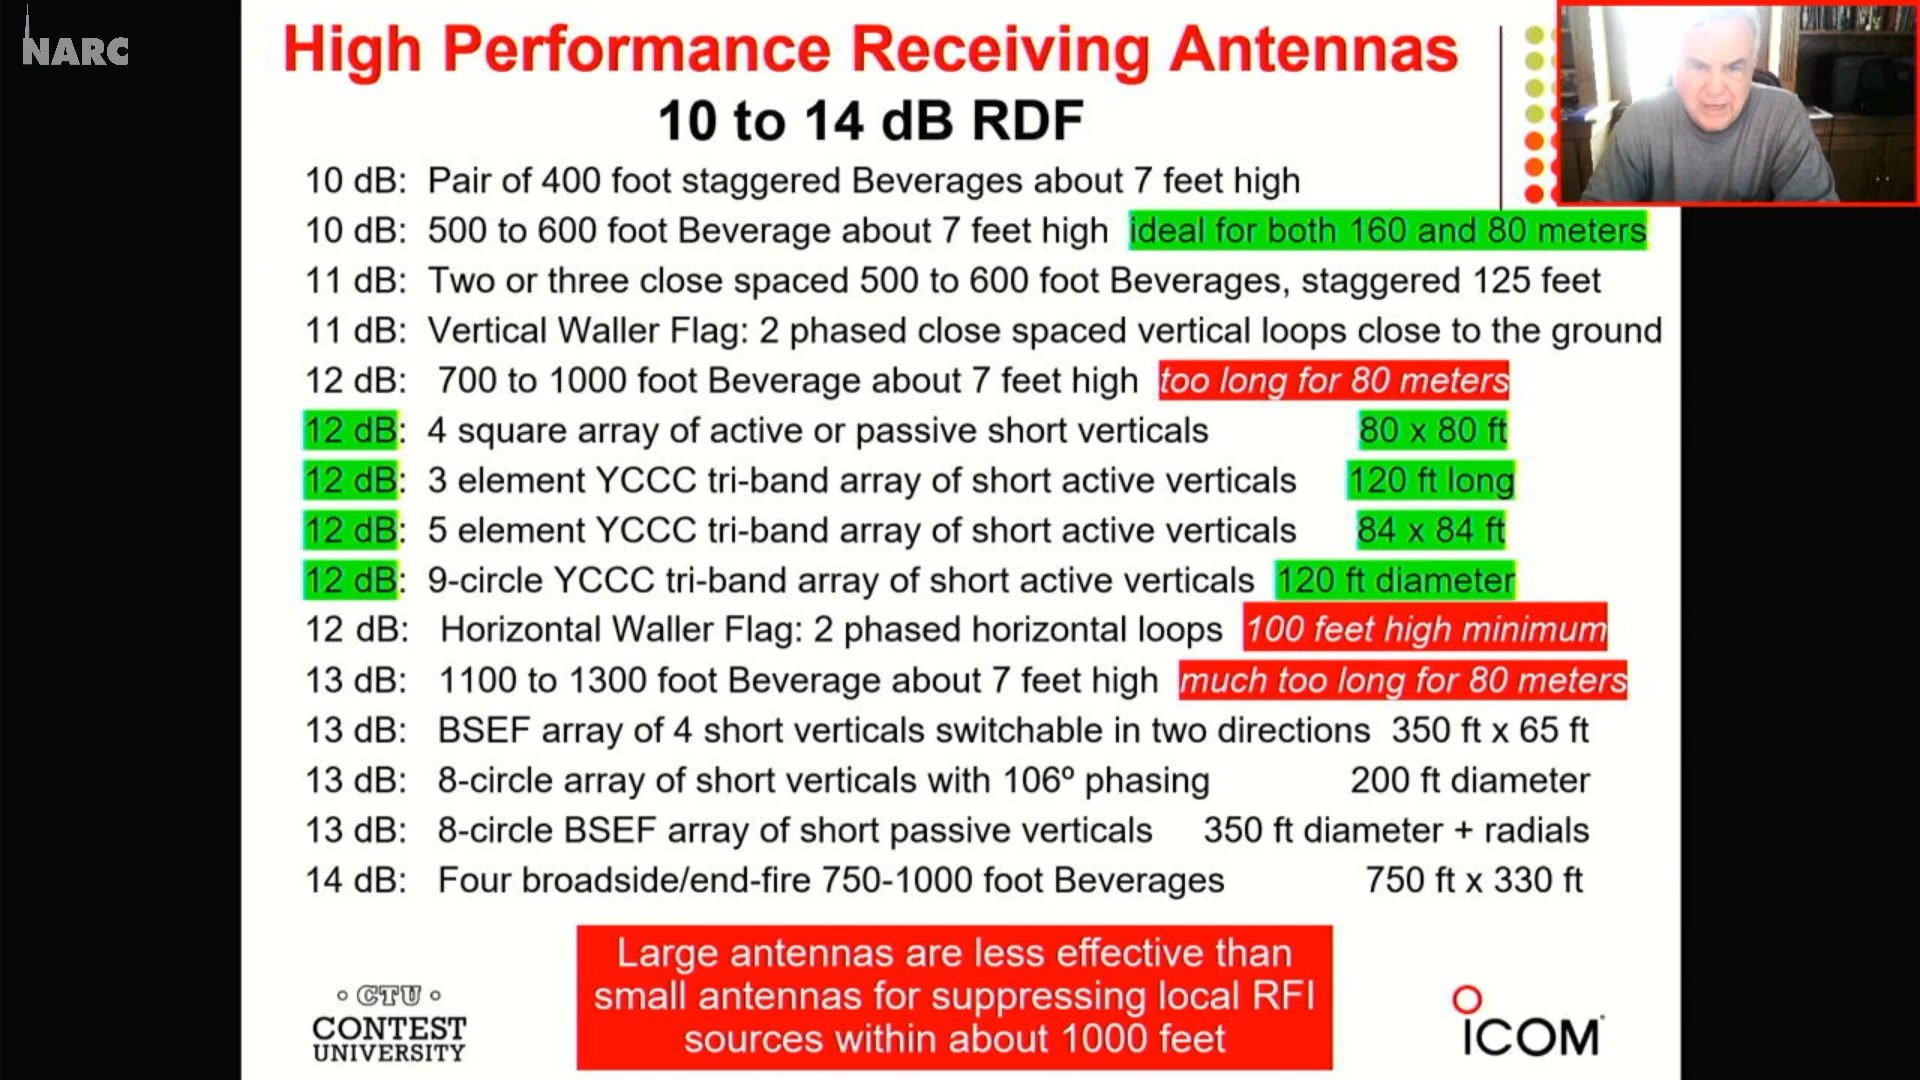 NARC
High Performance Receiving Antennas
10 to 14 dB RDF
10 dB: Pair of 400 foot staggered Beverages about 7 feet high
10 dB: 500 to 600 foot Beverage about 7 feet high ideal for both 160 and 80 meters
11 dB: Two or three close spaced 500 to 600 foot Beverages, staggered 125 feet
11 dB: Vertical Waller Flag: 2 phased close spaced vertical loops close to the ground
12 dB: 700 to 1000 foot Beverage about 7 feet high too long for 80 meters
12 dB: 4 square array of active or passive short verticals 80 x 80 ft
12 dB: 3 element YCCC tri-band array of short active verticals 120 ft long
12 dB: 5 element YCCC tri-band array of short active verticals 84 x 84 ft
12 dB: 9-circle YCCC tri-band array of short active verticals 120 ft diameter
12 dB: Horizontal Waller Flag: 2 phased horizontal loops 100 feet high minimum
13 dB: 1100 to 1300 foot Beverage about 7 feet high much too long for 80 meters
13 dB: BSEF array of 4 short verticals switchable in two directions 350 ft x 65 ft
13 dB: 8-circle array of short verticals with 106º phasing 200 ft diameter
13 dB: 8-circle BSEF array of short passive verticals 350 ft diameter + radials
14 dB: Four broadside/end-fire 750-1000 foot Beverages 750 ft x 330 ft
Large antennas are less effective than
small antennas for suppressing local RFI
sources within about 1000 feet
CTU
CONTEST
UNIVERSITY
ICOM